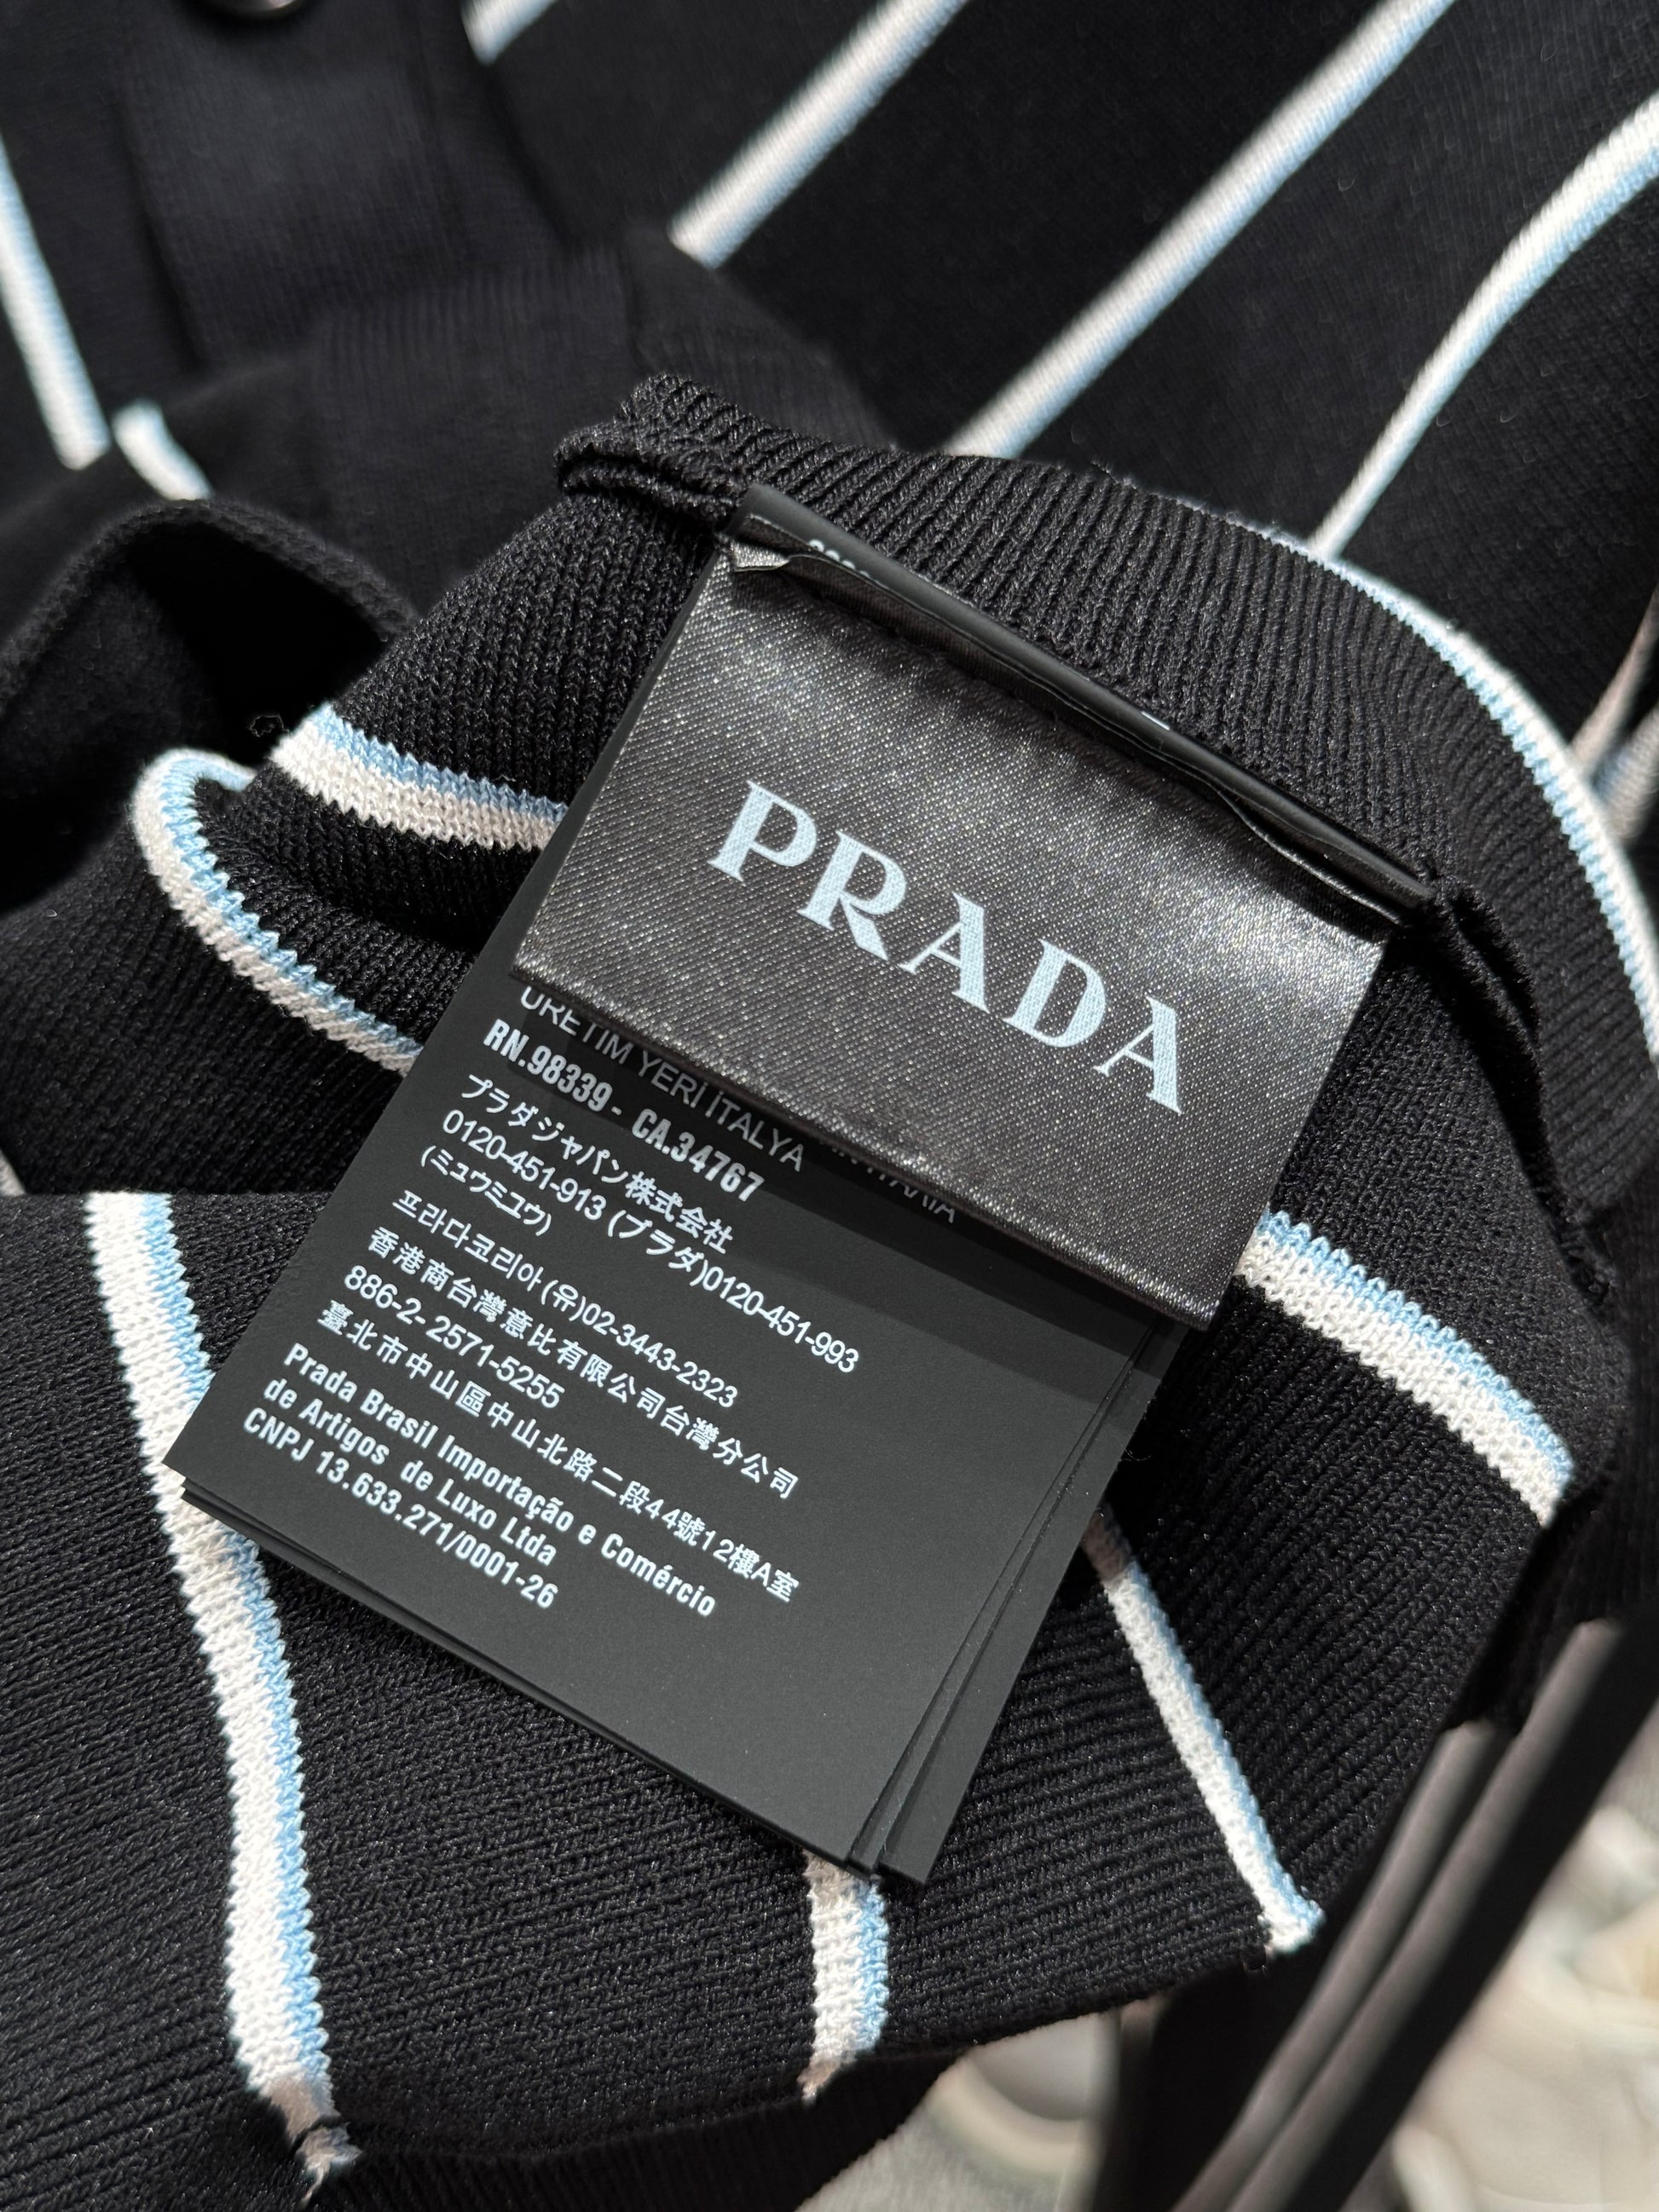 PRADA
ÜRETİM YERİ İTALYA
RN.98339 - CA.34767
プラダジャパン株式会社
0120-451-913 (プラダ)0120-451-993
(ミュウミュウ)
프라다코리아(유)02-3443-2323
香港商台灣意比有限公司台灣分公司
886-2- 2571-5255
臺北市中山區中山北路二段44號12樓A室
Prada Brasil Importação e Comércio
de Artigos de Luxo Ltda
CNPJ 13.633.271/0001-26